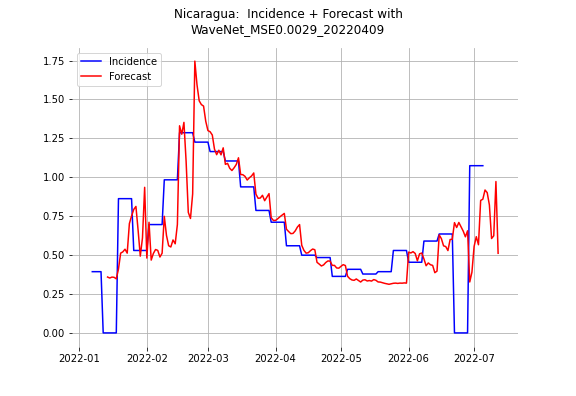 Nicaragua:  Incidence + Forecast with
WaveNet_MSE0.0029_20220409
Incidence
Forecast
1.75
1.50
1.25
1.00
0.75
0.50
0.25
0.00
2022-01 2022-02 2022-03 2022-04 2022-05 2022-06 2022-07